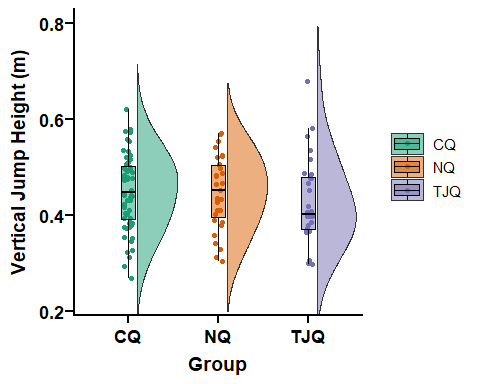 0.8
0.6
0.4
0.2
Vertical Jump Height (m)
CQ
NQ
TJQ
Group
CQ
NQ
TJQ